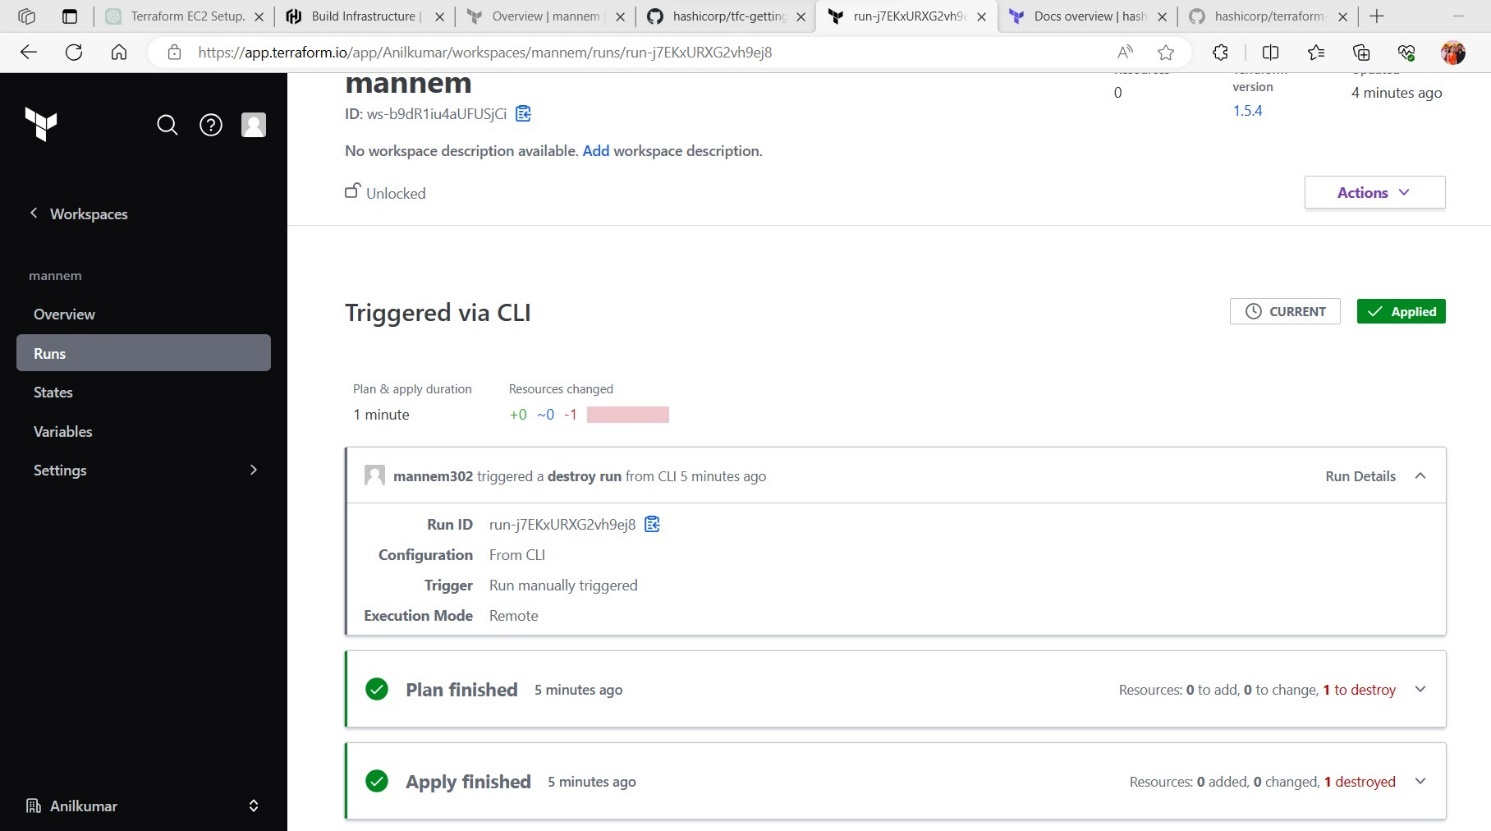 Terraform EC2 Setup.
Build Infrastructure |
Overview | mannem |
hashicorp/tfc-getting
run-j7EKxURXG2vh9e
Docs overview | hash
hashicorp/terraform-
https://app.terraform.io/app/Anilkumar/workspaces/mannem/runs/run-j7EKxURXG2vh9ej8
Workspaces
mannem
Overview
Runs
States
Variables
Settings
Anilkumar
mannem
ID: ws-b9dR1iu4aUFUSjCi
No workspace description available. Add workspace description.
Unlocked
Resources
0
Terraform
version
1.5.4
Updated
4 minutes ago
Actions
Triggered via CLI
CURRENT
Applied
Plan & apply duration
1 minute
Resources changed
+0 ~0 -1
mannem302 triggered a destroy run from CLI 5 minutes ago
Run Details
Run ID run-j7EKxURXG2vh9ej8
Configuration From CLI
Trigger Run manually triggered
Execution Mode Remote
Plan finished 5 minutes ago
Resources: 0 to add, 0 to change, 1 to destroy
Apply finished 5 minutes ago
Resources: 0 added, 0 changed, 1 destroyed